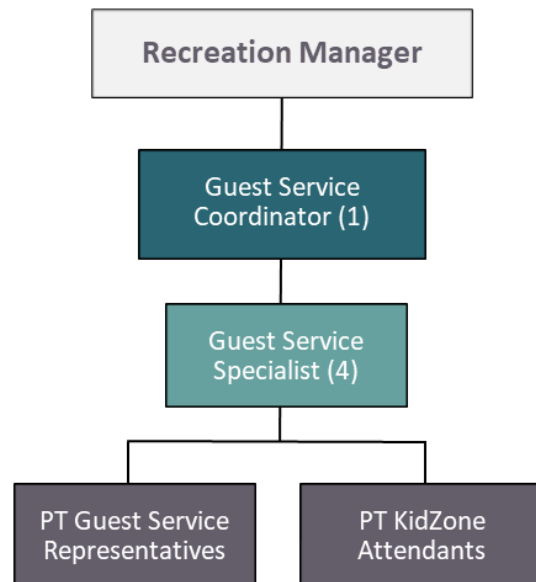 Recreation Manager
Guest Service
Coordinator (1)
Guest Service
Specialist (4)
PT Guest Service
Representatives
PT KidZone
Attendants